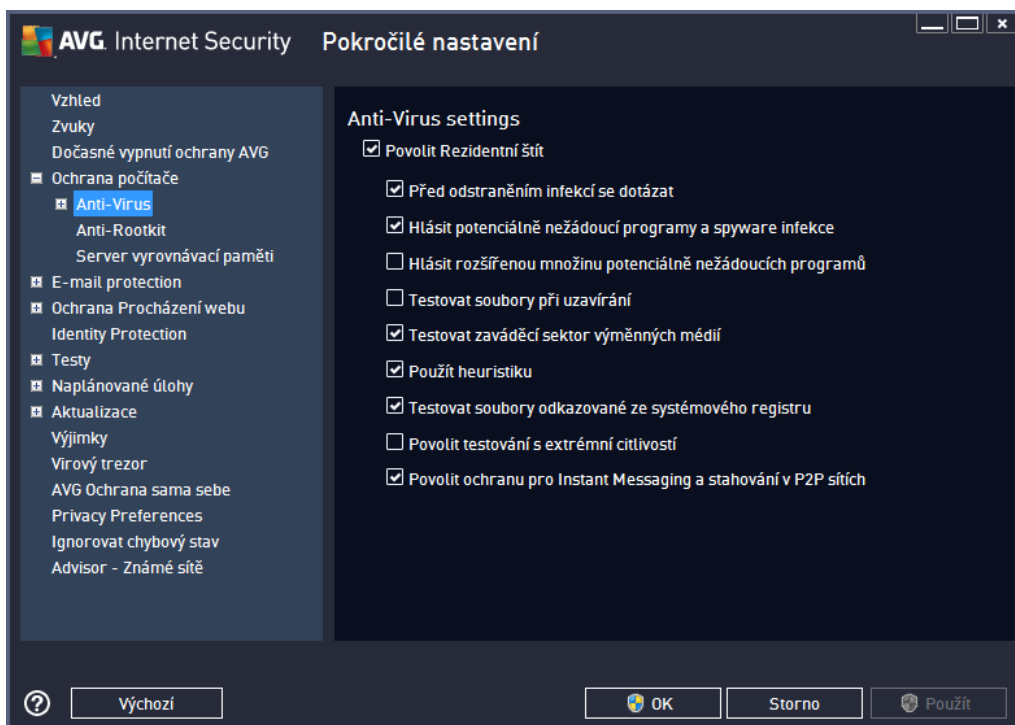 AVG. Internet Security Pokročilé nastavení
Vzhled
Zvuky
Dočasné vypnutí ochrany AVG
Ochrana počítače
Anti-Virus
Anti-Rootkit
Server vyrovnávací paměti
E-mail protection
Ochrana Procházení webu
Identity Protection
Testy
Naplánované úlohy
Aktualizace
Výjimky
Virový trezor
AVG Ochrana sama sebe
Privacy Preferences
Ignorovat chybový stav
Advisor - Známé sítě
Anti-Virus settings
Povolit Rezidentní štít
Před odstraněním infekcí se dotázat
Hlásit potenciálně nežádoucí programy a spyware infekce
Hlásit rozšířenou množinu potenciálně nežádoucích programů
Testovat soubory při uzavírání
Testovat zaváděcí sektor výměnných médií
Použít heuristiku
Testovat soubory odkazované ze systémového registru
Povolit testování s extrémní citlivostí
Povolit ochranu pro Instant Messaging a stahování v P2P sítích
? Výchozí OK Storno Použít